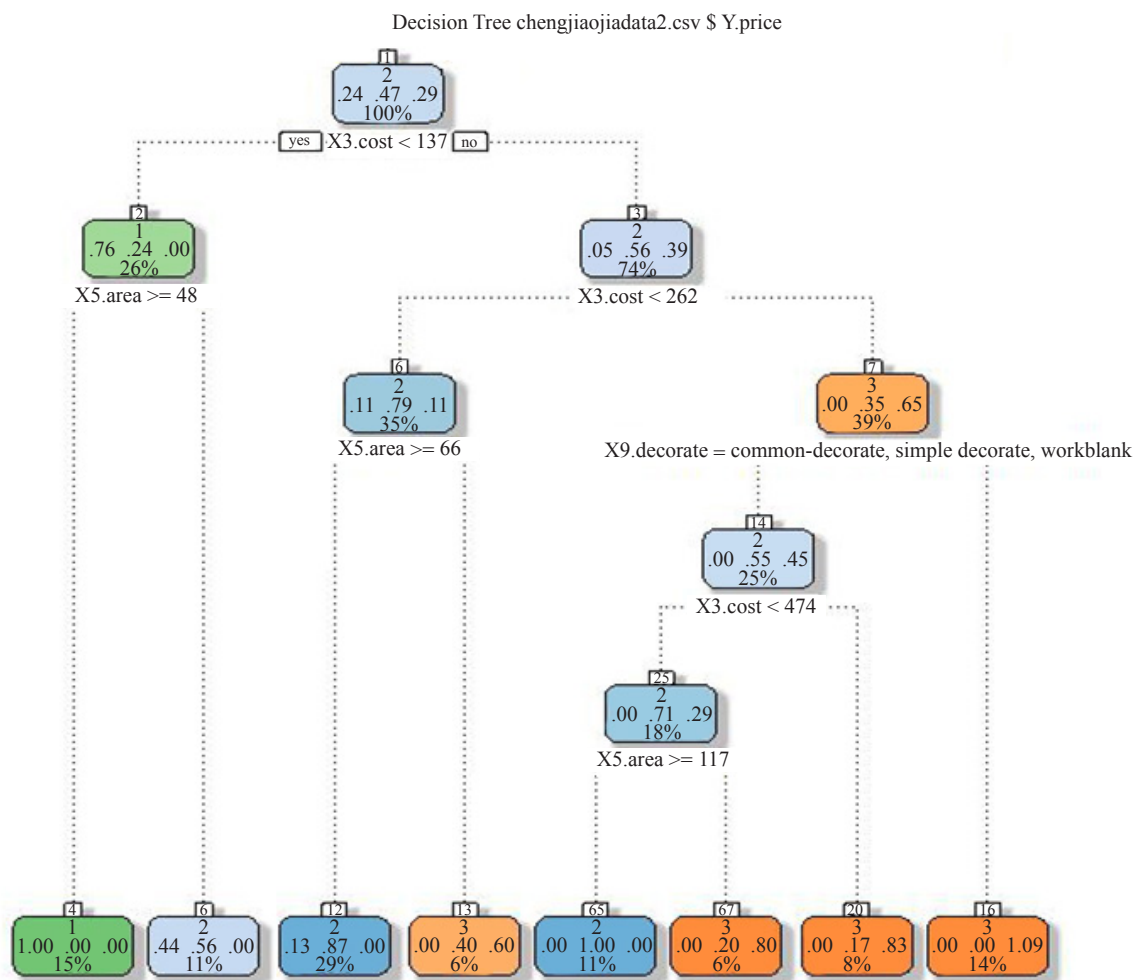 Decision Tree chengjiaojiadata2.csv $ Y.price
1
2
.24 .47 .29
100%
yes X3.cost < 137 no
2
1
.76 .24 .00
26%
X5.area >= 48
3
2
.05 .56 .39
74%
X3.cost < 262
6
2
.11 .79 .11
35%
X5.area >= 66
7
3
.00 .35 .65
39%
X9.decorate = common-decorate, simple decorate, workblank
14
2
.00 .55 .45
25%
X3.cost < 474
25
2
.00 .71 .29
18%
X5.area >= 117
4
1
1.00 .00 .00
15%
6
2
.44 .56 .00
11%
12
2
.13 .87 .00
29%
13
3
.00 .40 .60
6%
65
2
.00 1.00 .00
11%
67
3
.00 .20 .80
6%
20
3
.00 .17 .83
8%
16
3
.00 .00 1.09
14%